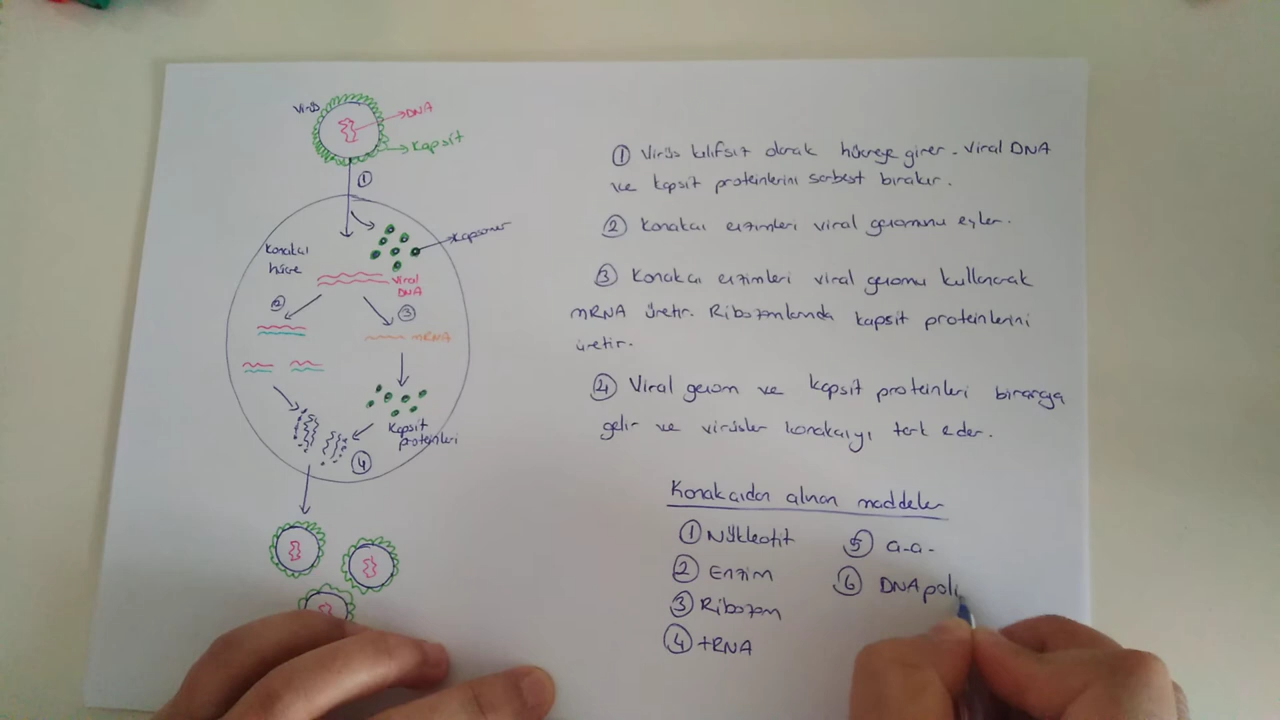 Virüs
DNA
Kapsit
①
Kapsomer
Konakçı
hücre
Viral
DNA
②
③
mRNA
Kapsit
proteinleri
④
① Virüs kılıfsız olarak hücreye girer. Viral DNA
ve kapsit proteinlerini serbest bırakır.
② Konakçı enzimleri viral genomunu eşler.
③ Konakçı enzimleri viral genomu kullanarak
mRNA üretir. Ribozomlarında kapsit proteinlerini
üretir.
④ Viral genom ve kapsit proteinleri biraraya
gelir ve virüsler konakçıyı terk eder.
Konakçıdan alınan maddeler
① Nükleotit
② Enzim
③ Ribozom
④ tRNA
⑤ a.a.
⑥ DNA poli